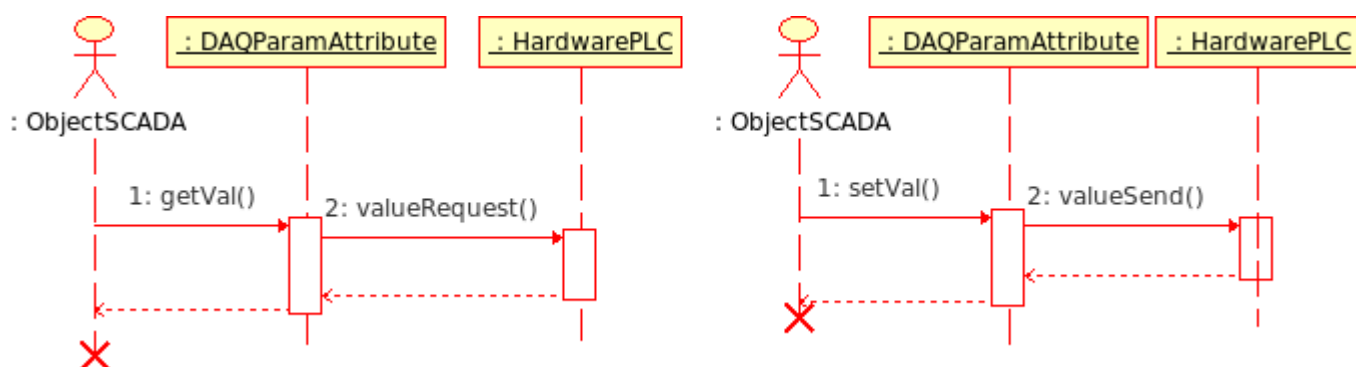 : DAQParamAttribute
: HardwarePLC
: ObjectSCADA
1: getVal()
2: valueRequest()
: DAQParamAttribute
: HardwarePLC
: ObjectSCADA
1: setVal()
2: valueSend()